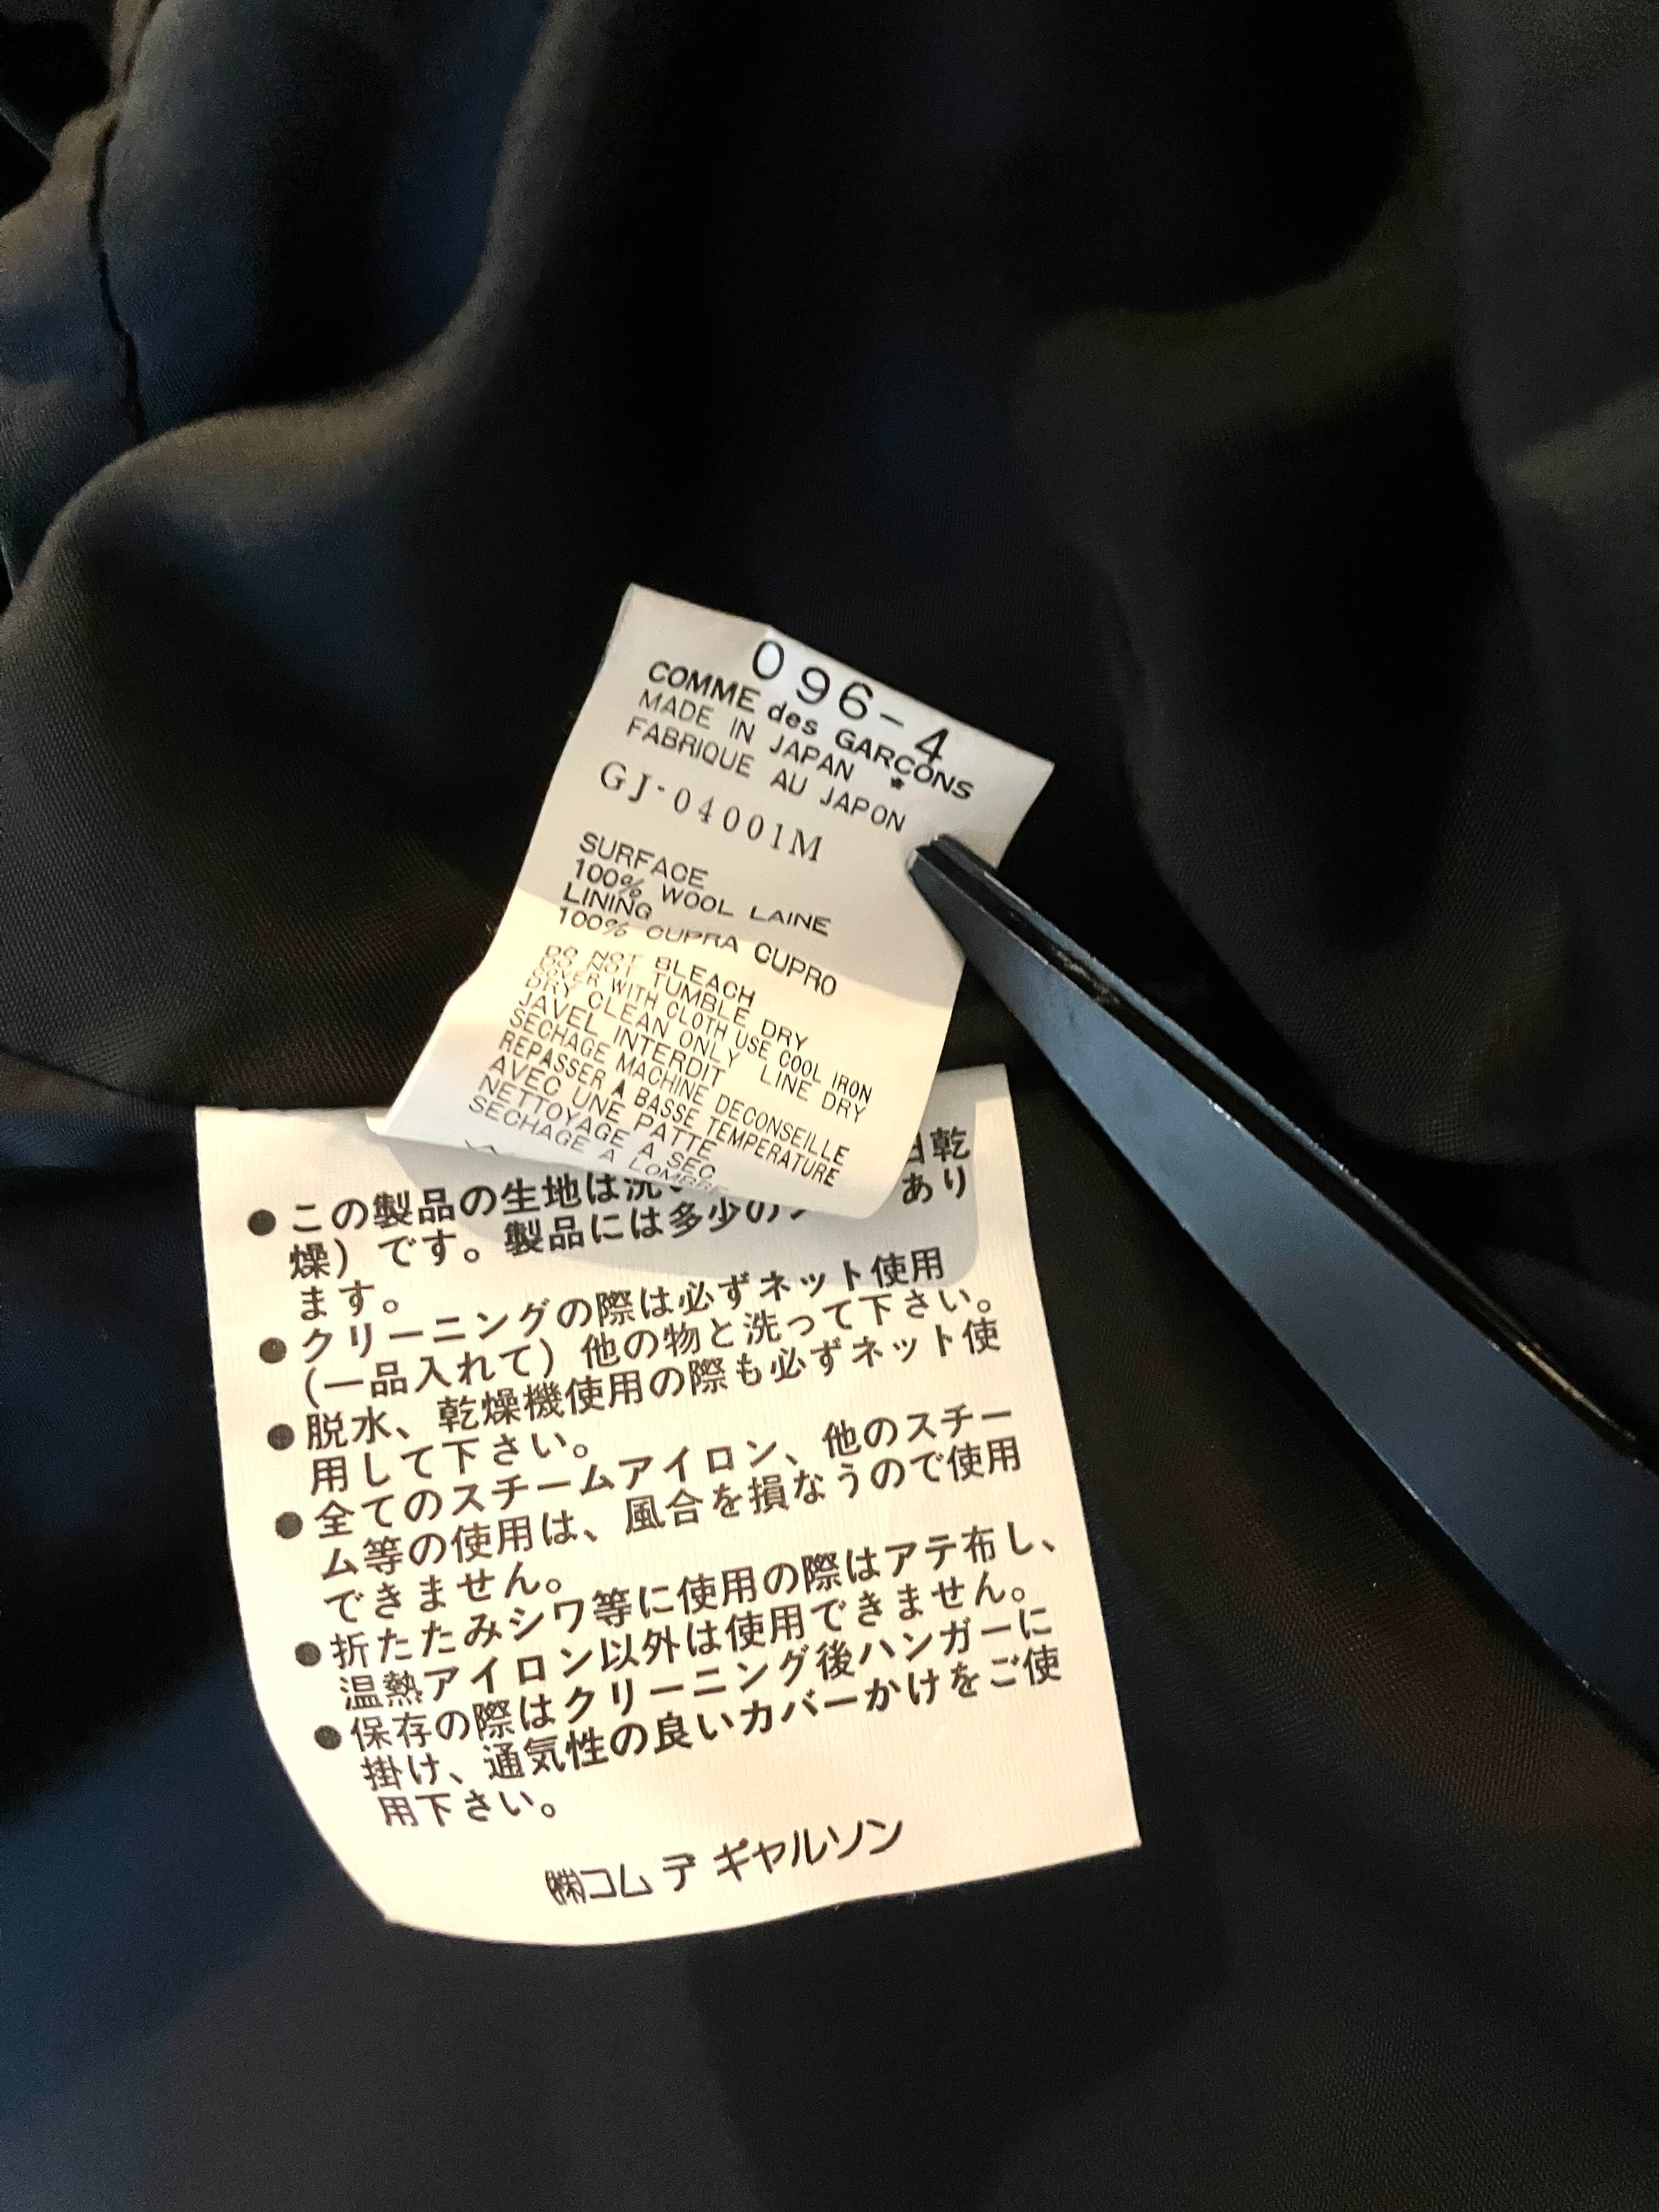 096-4
COMME des GARCONS
MADE IN JAPAN ★
FABRIQUE AU JAPON
GJ-04001M
SURFACE
100% WOOL LAINE
LINING
100% CUPRA CUPRO
DO NOT BLEACH
DO NOT TUMBLE DRY
COVER WITH CLOTH USE COOL IRON
DRY CLEAN ONLY LINE DRY
JAVEL INTERDIT
SECHAGE MACHINE DECONSEILLE
REPASSER A BASSE TEMPERATURE
AVEC UNE PATTE
NETTOYAGE A SEC
SECHAGE A LOMBRE
●この製品の生地は洗 日乾
燥)です。製品には多少の あり
ます。
●クリーニングの際は必ずネット使用
(一品入れて)他の物と洗って下さい。
●脱水、乾燥機使用の際も必ずネット使
用して下さい。
●全てのスチームアイロン、他のスチー
ム等の使用は、風合を損なうので使用
できません。
●折たたみシワ等に使用の際はアテ布し、
温熱アイロン以外は使用できません。
●保存の際はクリーニング後ハンガーに
掛け、通気性の良いカバーかけをご使
用下さい。
㈱コム デ ギャルソン